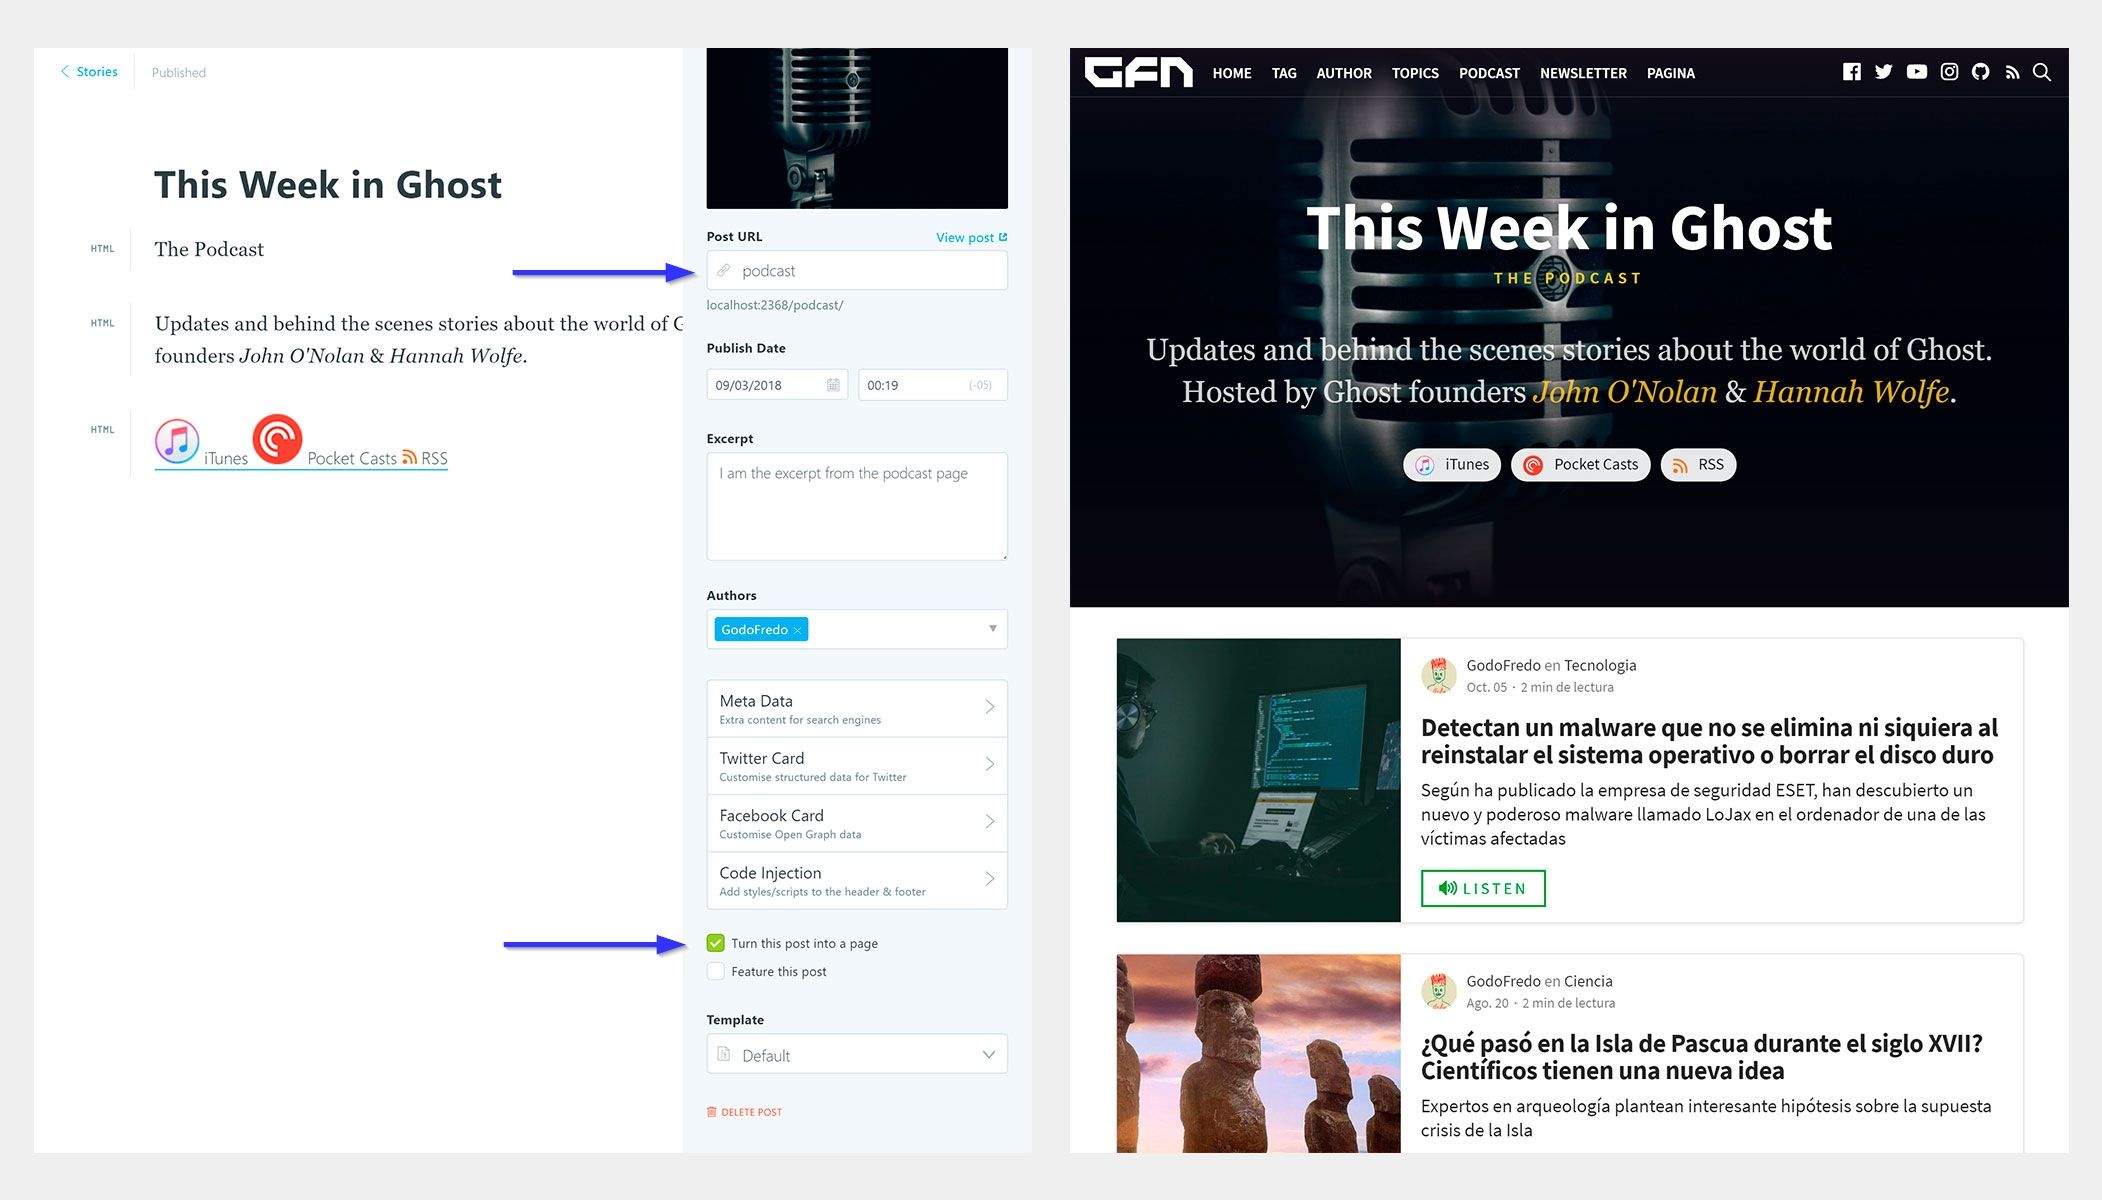 Stories
Published
This Week in Ghost
HTML
The Podcast
HTML
Updates and behind the scenes stories about the world of G
founders John O'Nolan & Hannah Wolfe.
HTML
iTunes Pocket Casts RSS
Post URL
View post
podcast
localhost:2368/podcast/
Publish Date
09/03/2018
00:19
(-05)
Excerpt
I am the excerpt from the podcast page
Authors
GodoFredo ×
Meta Data
Extra content for search engines
Twitter Card
Customise structured data for Twitter
Facebook Card
Customise Open Graph data
Code Injection
Add styles/scripts to the header & footer
Turn this post into a page
Feature this post
Template
Default
DELETE POST
GFN
HOME TAG AUTHOR TOPICS PODCAST NEWSLETTER PAGINA
This Week in Ghost
THE PODCAST
Updates and behind the scenes stories about the world of Ghost.
Hosted by Ghost founders John O'Nolan & Hannah Wolfe.
iTunes Pocket Casts RSS
GodoFredo en Tecnologia
Oct. 05 · 2 min de lectura
Detectan un malware que no se elimina ni siquiera al
reinstalar el sistema operativo o borrar el disco duro
Según ha publicado la empresa de seguridad ESET, han descubierto un
nuevo y poderoso malware llamado LoJax en el ordenador de una de las
víctimas afectadas
LISTEN
GodoFredo en Ciencia
Ago. 20 · 2 min de lectura
¿Qué pasó en la Isla de Pascua durante el siglo XVII?
Científicos tienen una nueva idea
Expertos en arqueología plantean interesante hipótesis sobre la supuesta
crisis de la Isla